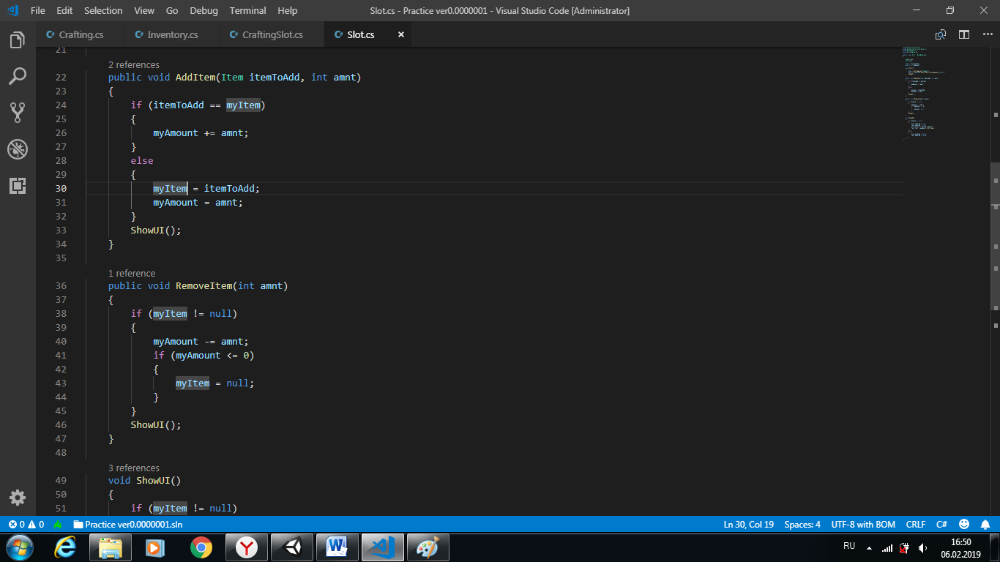 File Edit Selection View Go Debug Terminal Help Slot.cs - Practice ver0.0000001 - Visual Studio Code [Administrator]
C# Crafting.cs C# Inventory.cs C# CraftingSlot.cs C# Slot.cs
21
2 references
22 public void AddItem(Item itemToAdd, int amnt)
23 {
24 if (itemToAdd == myItem)
25 {
26 myAmount += amnt;
27 }
28 else
29 {
30 myItem = itemToAdd;
31 myAmount = amnt;
32 }
33 ShowUI();
34 }
35
1 reference
36 public void RemoveItem(int amnt)
37 {
38 if (myItem != null)
39 {
40 myAmount -= amnt;
41 if (myAmount <= 0)
42 {
43 myItem = null;
44 }
45 }
46 ShowUI();
47 }
48
3 references
49 void ShowUI()
50 {
51 if (myItem != null)
0 0 Practice ver0.0000001.sln Ln 30, Col 19 Spaces: 4 UTF-8 with BOM CRLF C#
RU 16:50
06.02.2019